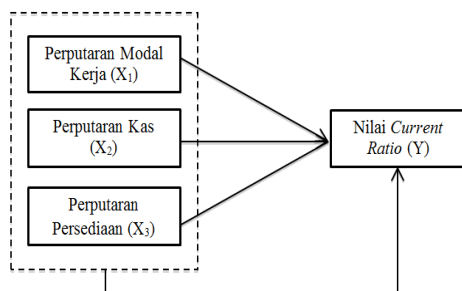 Perputaran Modal
Kerja (X₁)
Perputaran Kas
(X₂)
Perputaran
Persediaan (X₃)
Nilai Current
Ratio (Y)